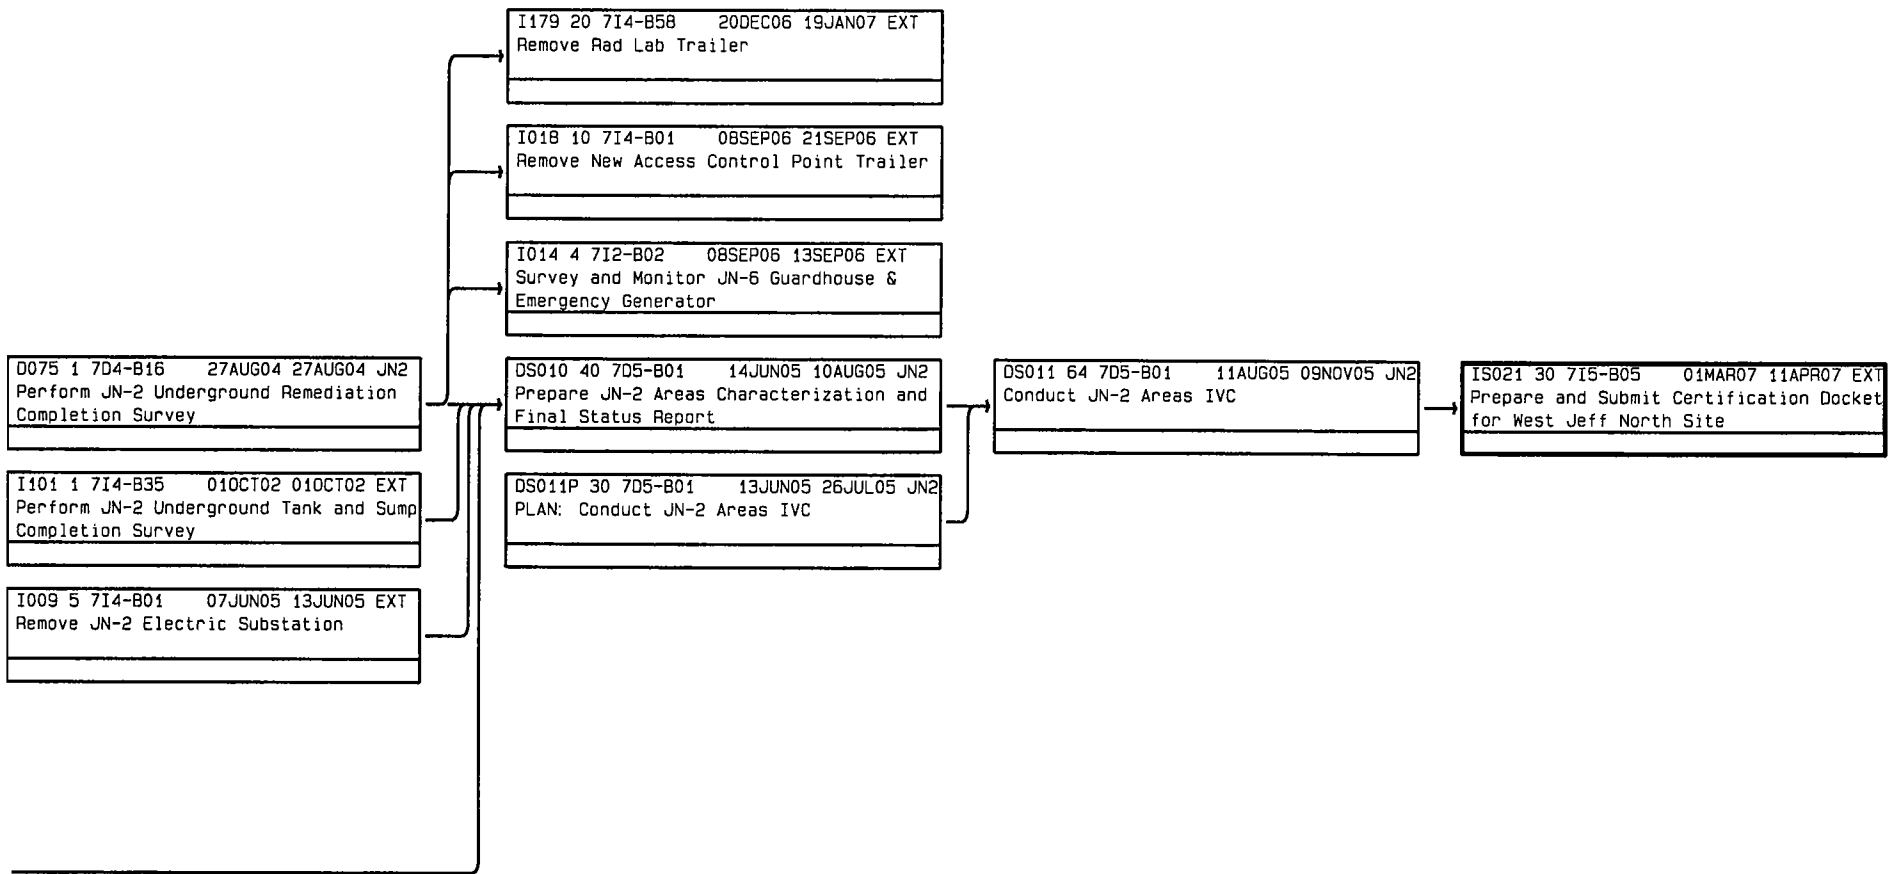 I179 20 7I4-B58 20DEC06 19JAN07 EXT
Remove Rad Lab Trailer
I018 10 7I4-B01 08SEP06 21SEP06 EXT
Remove New Access Control Point Trailer
I014 4 7I2-B02 08SEP06 13SEP06 EXT
Survey and Monitor JN-6 Guardhouse &
Emergency Generator
D075 1 7D4-B16 27AUG04 27AUG04 JN2
Perform JN-2 Underground Remediation
Completion Survey
DS010 40 7D5-B01 14JUN05 10AUG05 JN2
Prepare JN-2 Areas Characterization and
Final Status Report
DS011 64 7D5-B01 11AUG05 09NOV05 JN2
Conduct JN-2 Areas IVC
IS021 30 7I5-B05 01MAR07 11APR07 EXT
Prepare and Submit Certification Docket
for West Jeff North Site
I101 1 7I4-B35 01OCT02 01OCT02 EXT
Perform JN-2 Underground Tank and Sump
Completion Survey
DS011P 30 7D5-B01 13JUN05 26JUL05 JN2
PLAN: Conduct JN-2 Areas IVC
I009 5 7I4-B01 07JUN05 13JUN05 EXT
Remove JN-2 Electric Substation